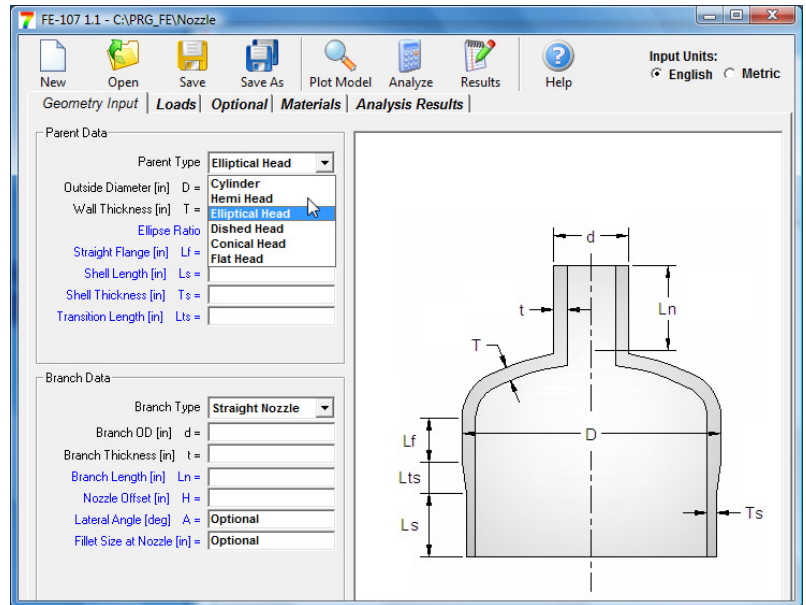 7 FE-107 1.1 - C:\PRG_FE\Nozzle
New Open Save Save As Plot Model Analyze Results Help
Input Units:
English Metric
Geometry Input Loads Optional Materials Analysis Results
Parent Data
Parent Type Elliptical Head
Outside Diameter [in] D =
Wall Thickness [in] T =
Ellipse Ratio
Straight Flange [in] Lf =
Shell Length [in] Ls =
Shell Thickness [in] Ts =
Transition Length [in] Lts =
Cylinder
Hemi Head
Elliptical Head
Dished Head
Conical Head
Flat Head
Branch Data
Branch Type Straight Nozzle
Branch OD [in] d =
Branch Thickness [in] t =
Branch Length [in] Ln =
Nozzle Offset [in] H =
Lateral Angle [deg] A = Optional
Fillet Size at Nozzle [in] = Optional
d
t
Ln
T
D
Lf
Lts
Ls
Ts